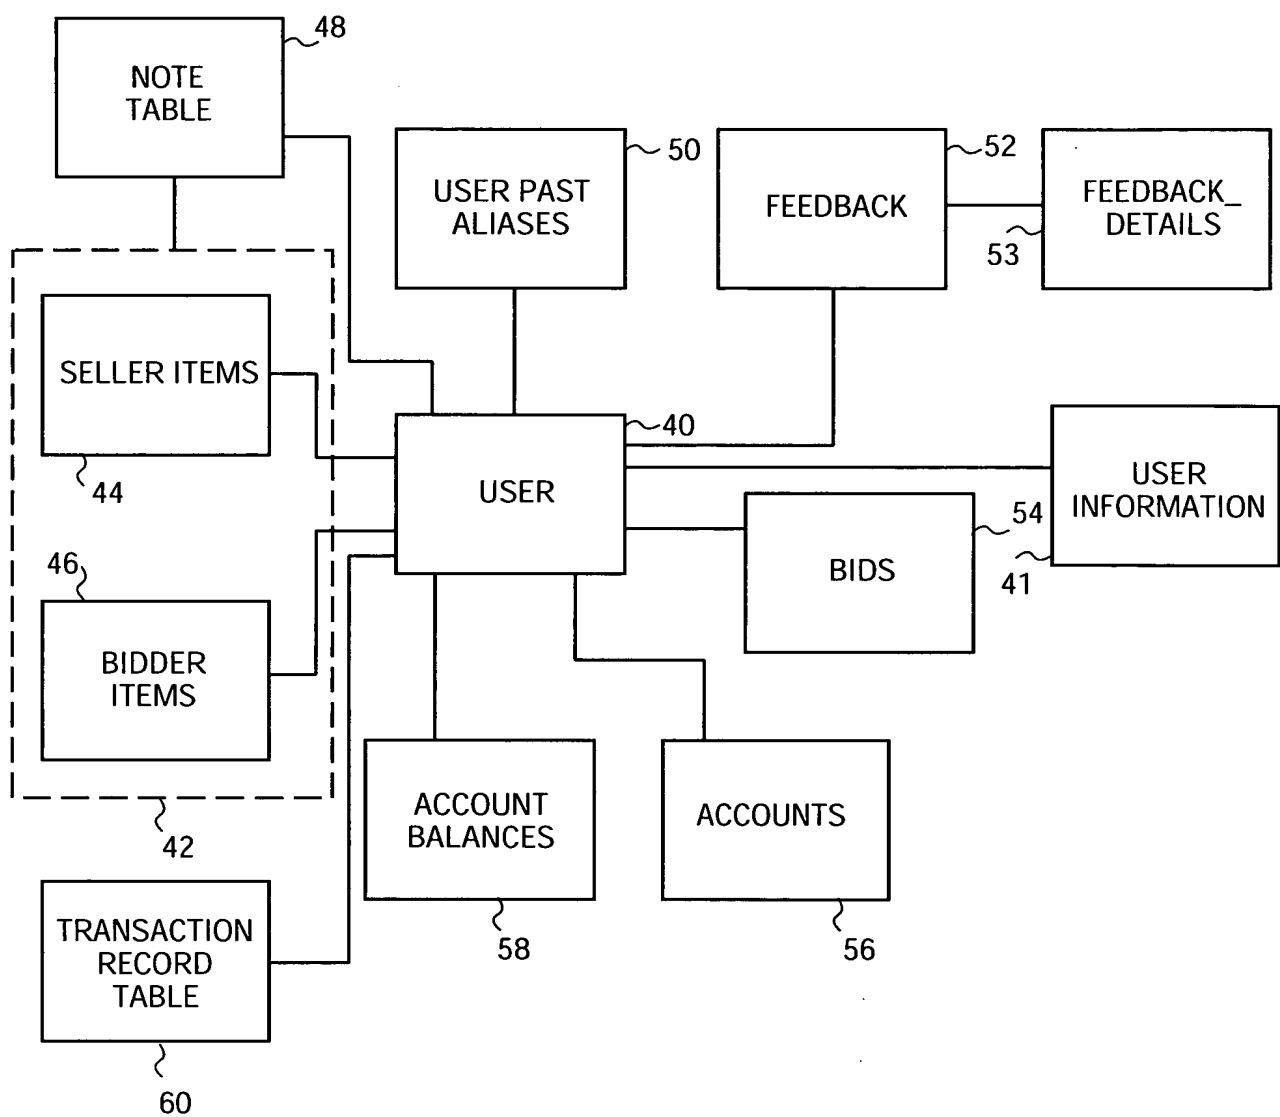 48
NOTE
TABLE
50
USER PAST
ALIASES
52
FEEDBACK
FEEDBACK_
DETAILS
53
SELLER ITEMS
44
40
USER
USER
INFORMATION
41
54
BIDS
46
BIDDER
ITEMS
42
ACCOUNT
BALANCES
58
ACCOUNTS
56
TRANSACTION
RECORD
TABLE
60